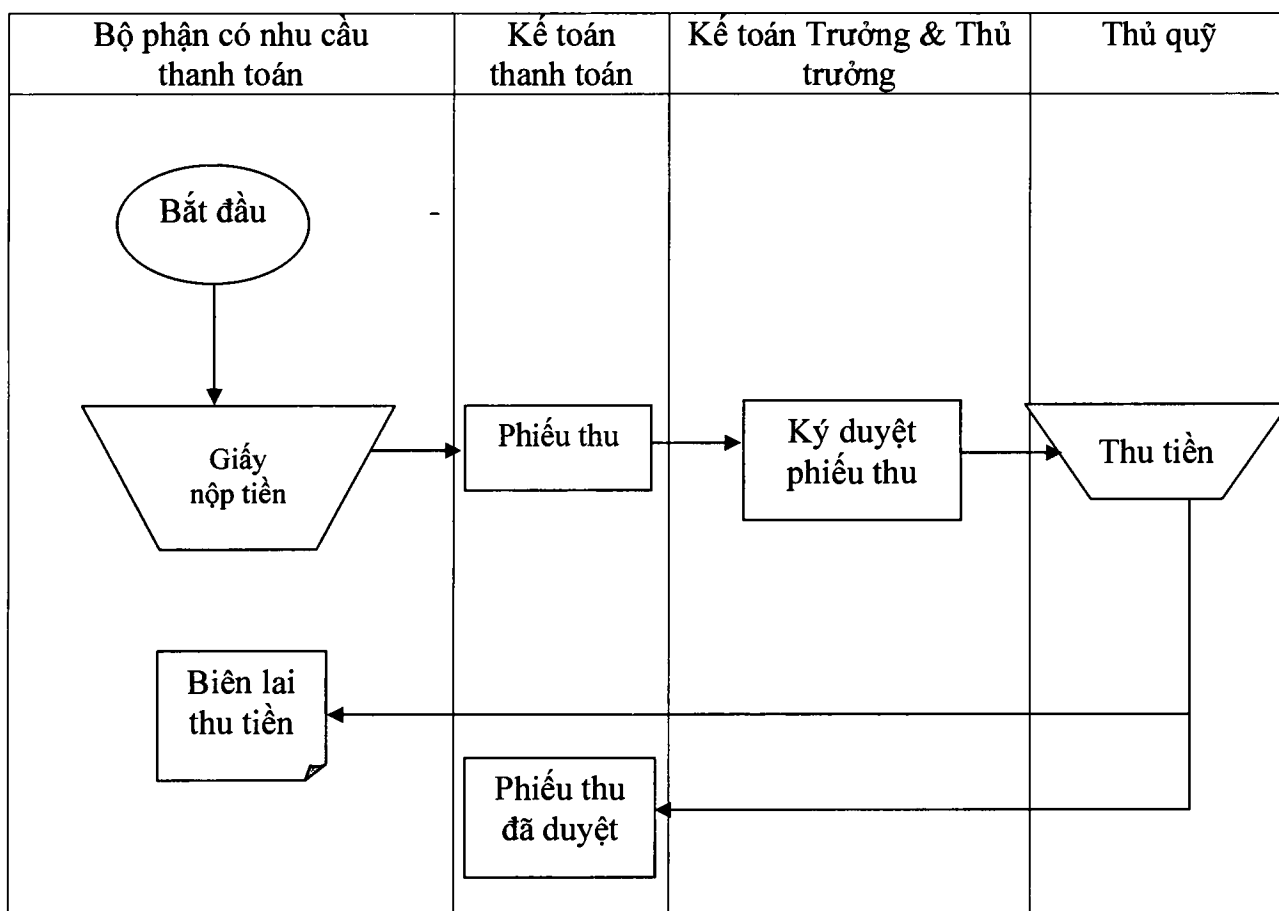 Bộ phận có nhu cầu
thanh toán
Kế toán
thanh toán
Kế toán Trưởng & Thủ
trưởng
Thủ quỹ
Bắt đầu
Giấy
nộp tiền
Phiếu thu
Ký duyệt
phiếu thu
Thu tiền
Biên lai
thu tiền
Phiếu thu
đã duyệt